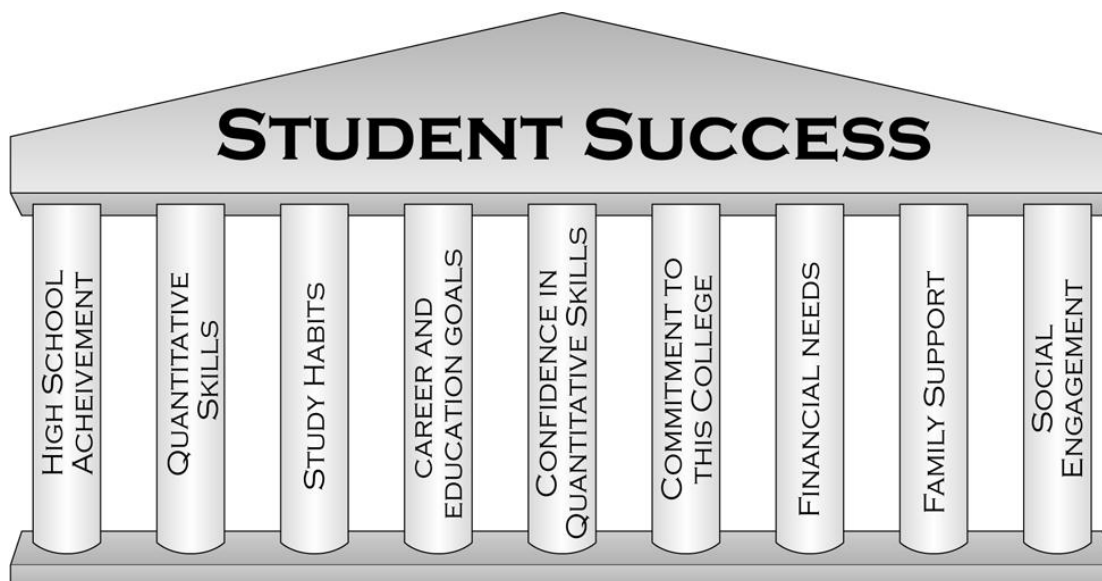 STUDENT SUCCESS
HIGH SCHOOL
ACHEIVEMENT
QUANTITATIVE
SKILLS
STUDY HABITS
CAREER AND
EDUCATION GOALS
CONFIDENCE IN
QUANTITATIVE SKILLS
COMMITMENT TO
THIS COLLEGE
FINANCIAL NEEDS
FAMILY SUPPORT
SOCIAL
ENGAGEMENT